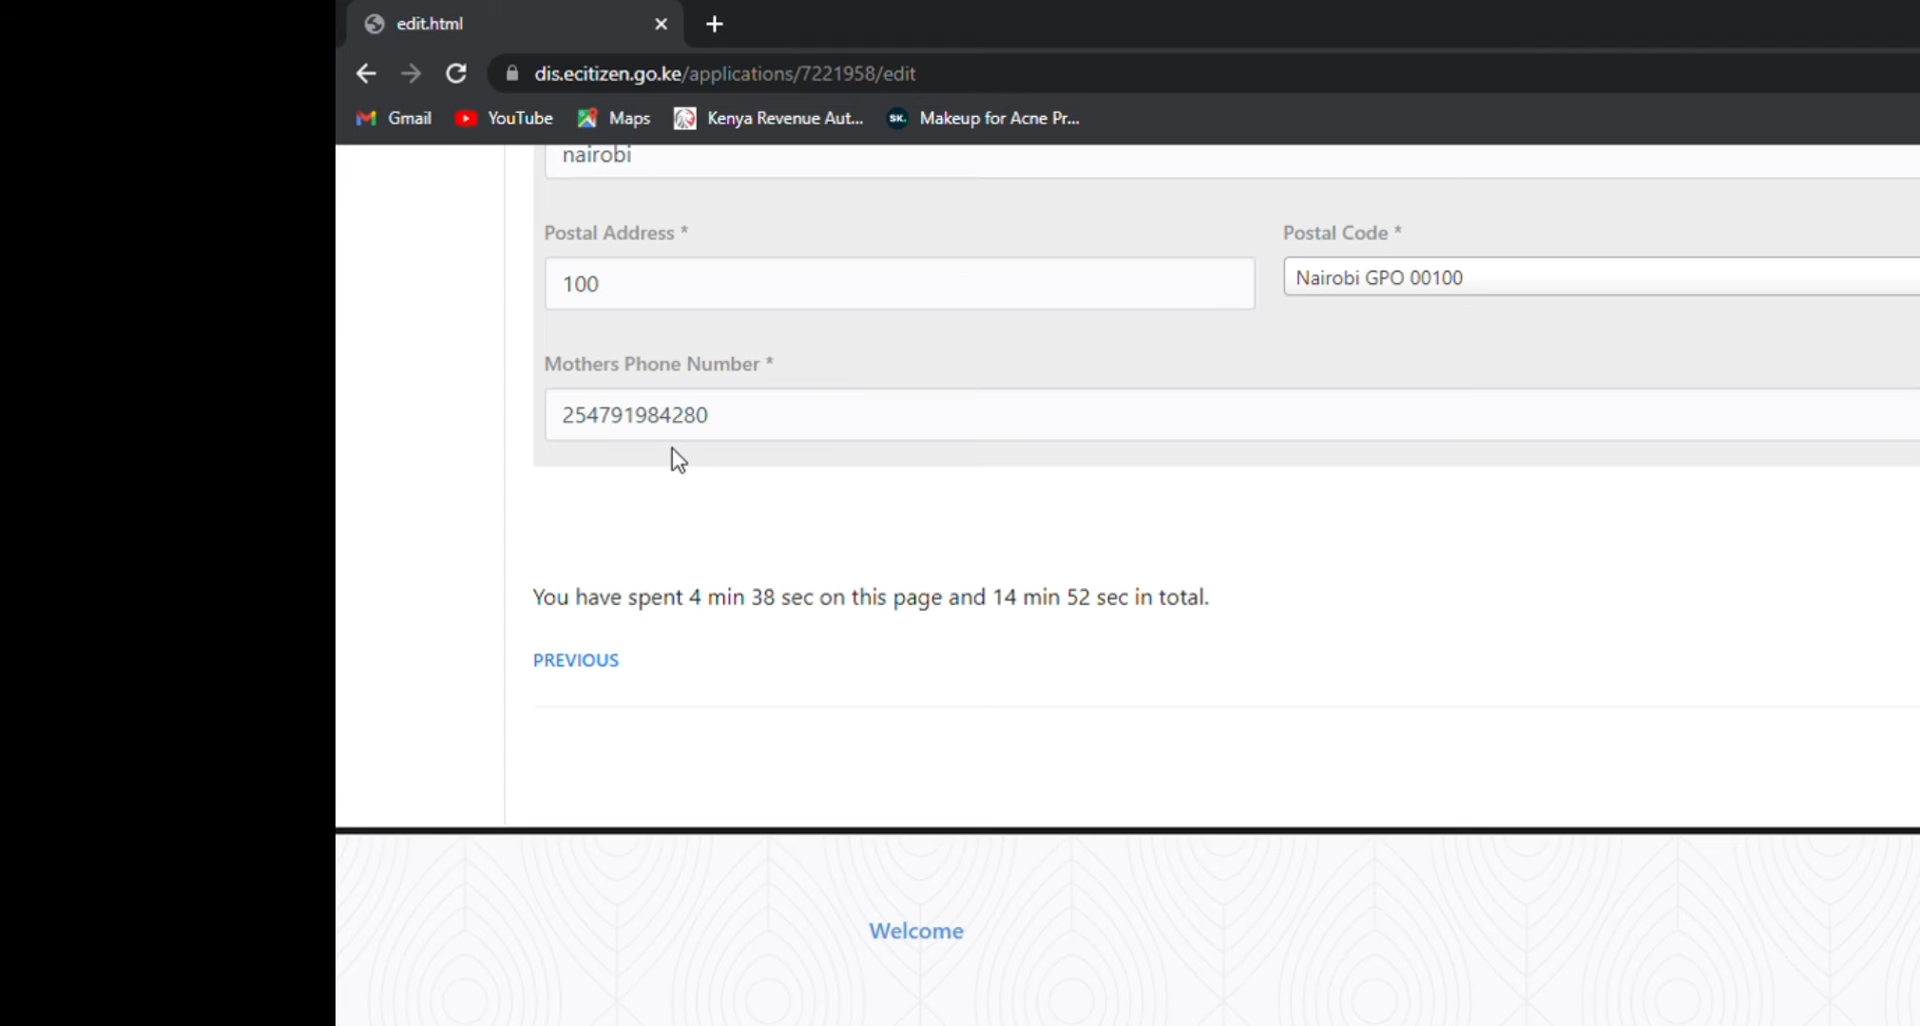 edit.html
dis.ecitizen.go.ke/applications/7221958/edit
Gmail YouTube Maps Kenya Revenue Aut... SK. Makeup for Acne Pr...
nairobi
Postal Address * Postal Code *
100 Nairobi GPO 00100
Mothers Phone Number *
254791984280
You have spent 4 min 38 sec on this page and 14 min 52 sec in total.
PREVIOUS
Welcome